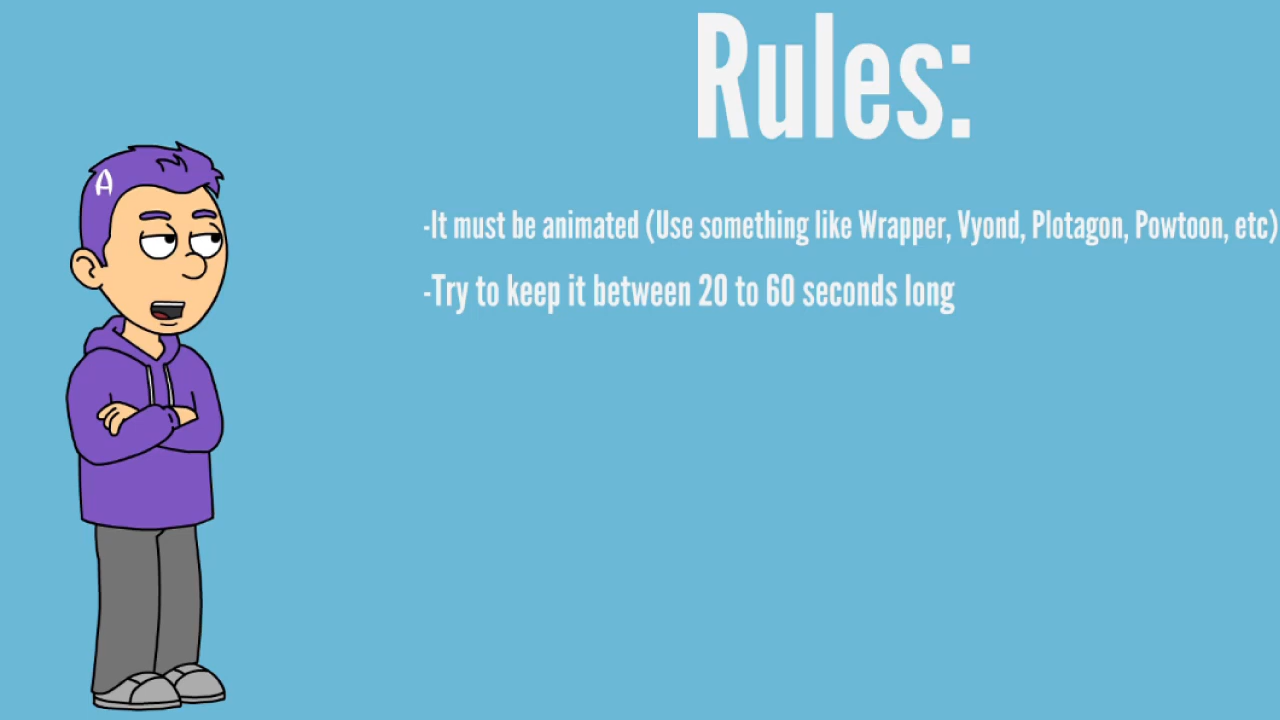 Rules:
A
-It must be animated (Use something like Wrapper, Vyond, Plotagon, Powtoon, etc)
-Try to keep it between 20 to 60 seconds long